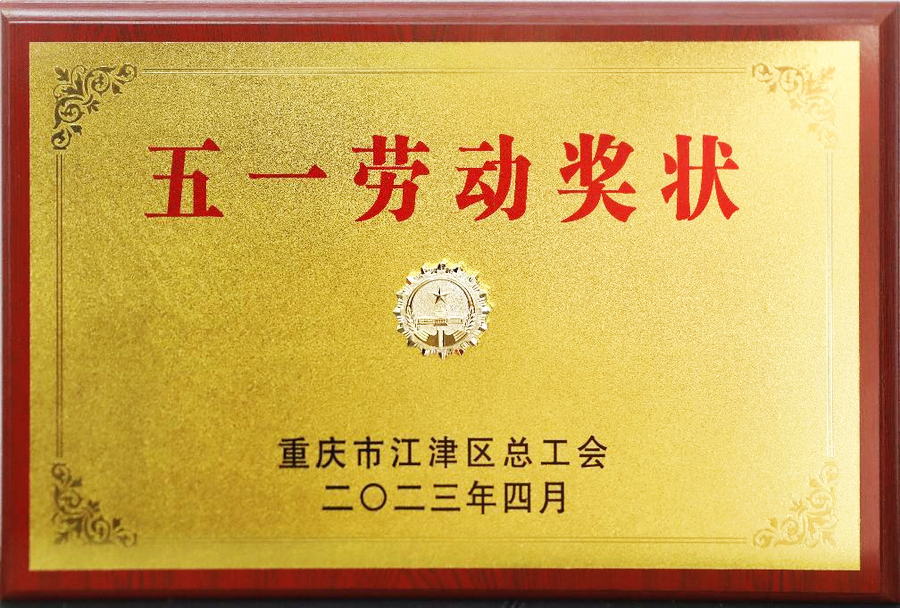 五一劳动奖状
重庆市江津区总工会
二〇二三年四月